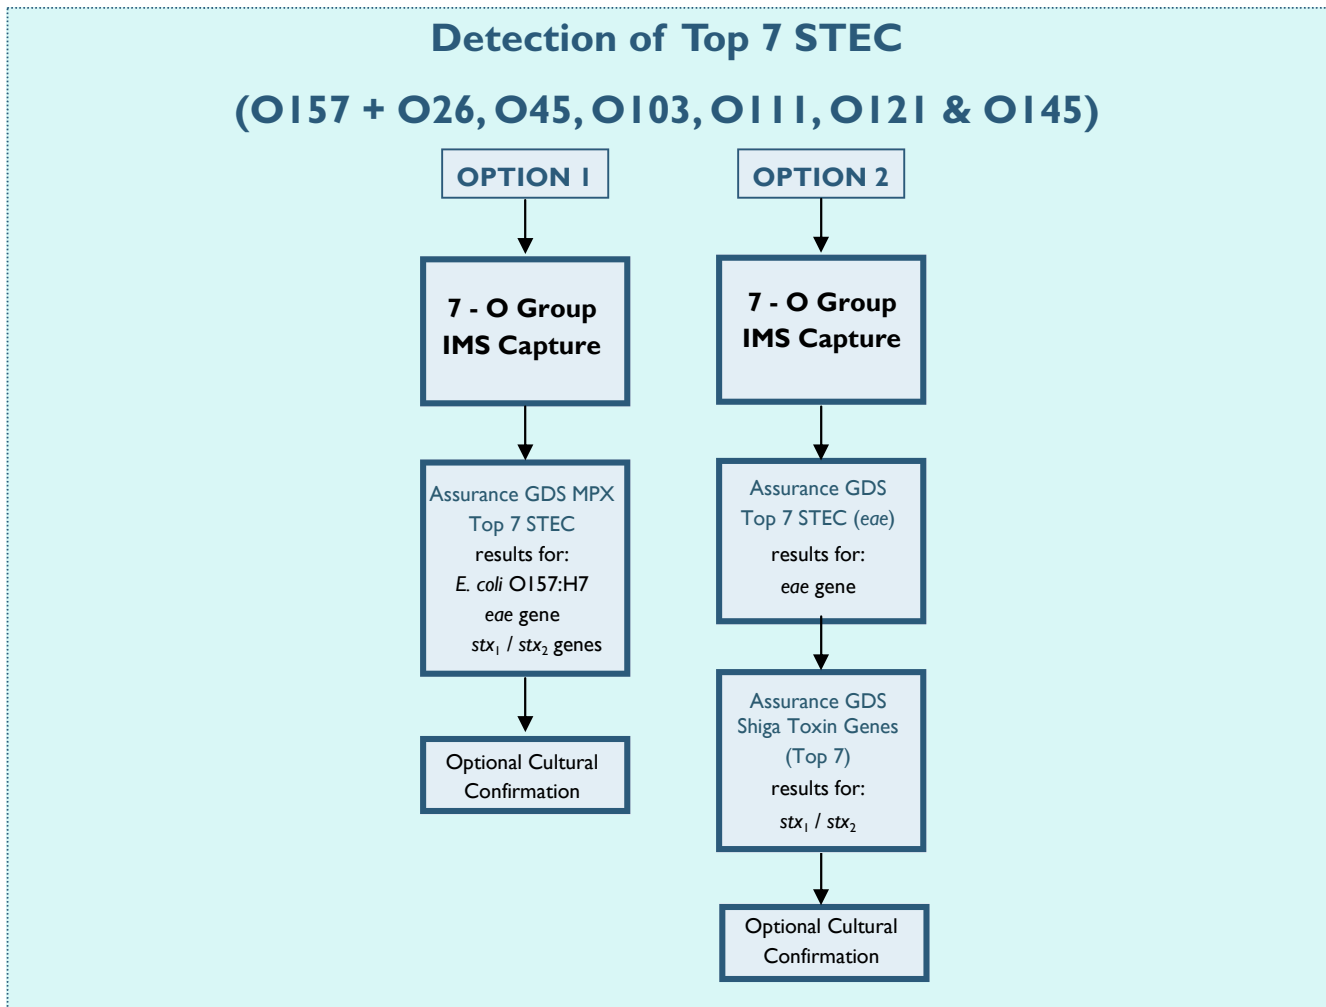 Detection of Top 7 STEC
(O157 + O26, O45, O103, O111, O121 & O145)
OPTION 1
7 - O Group
IMS Capture
Assurance GDS MPX
Top 7 STEC
results for:
E. coli O157:H7
eae gene
stx₁ / stx₂ genes
Optional Cultural
Confirmation
OPTION 2
7 - O Group
IMS Capture
Assurance GDS
Top 7 STEC (eae)
results for:
eae gene
Assurance GDS
Shiga Toxin Genes
(Top 7)
results for:
stx₁ / stx₂
Optional Cultural
Confirmation